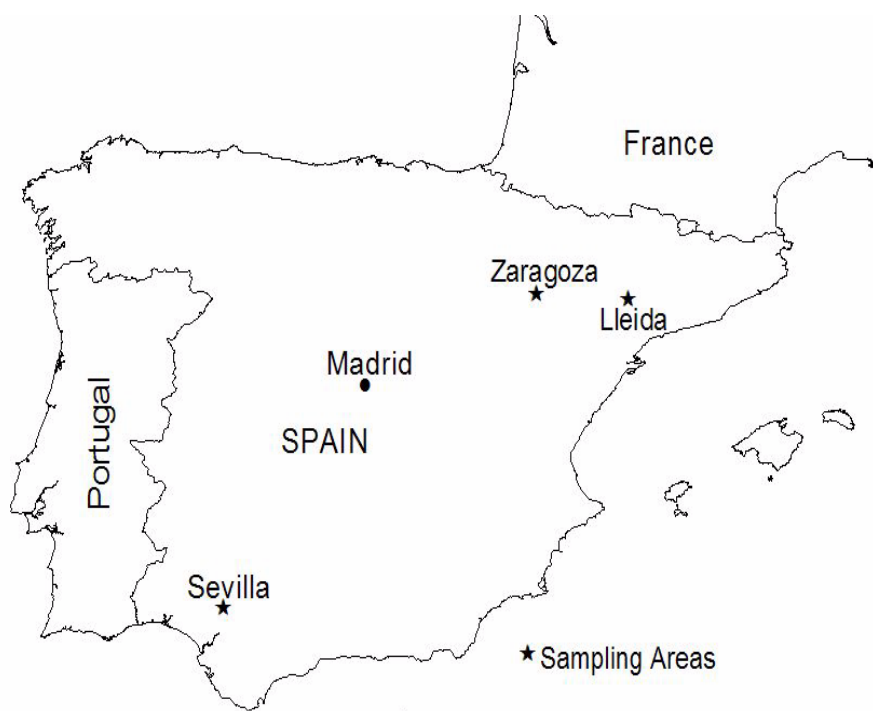 France
Zaragoza
Lleida
Madrid
SPAIN
Portugal
Sevilla
Sampling Areas